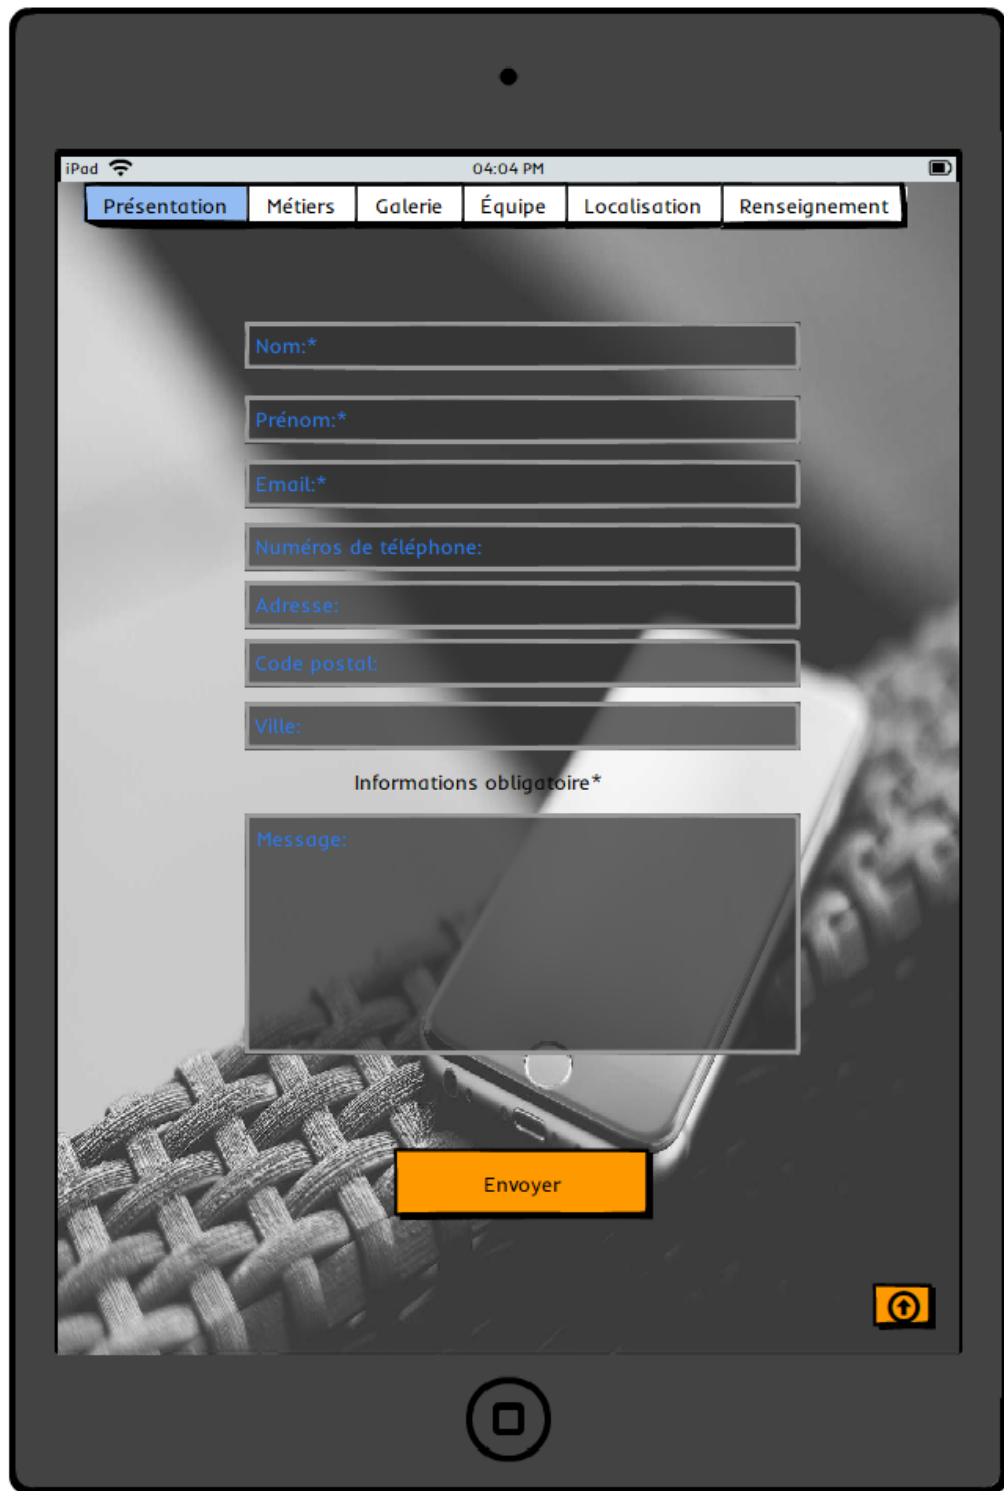 iPad 04:04 PM
Présentation Métiers Galerie Équipe Localisation Renseignement
Nom:*
Prénom:*
Email:*
Numéros de téléphone:
Adresse:
Code postal:
Ville:
Informations obligatoire*
Message:
Envoyer